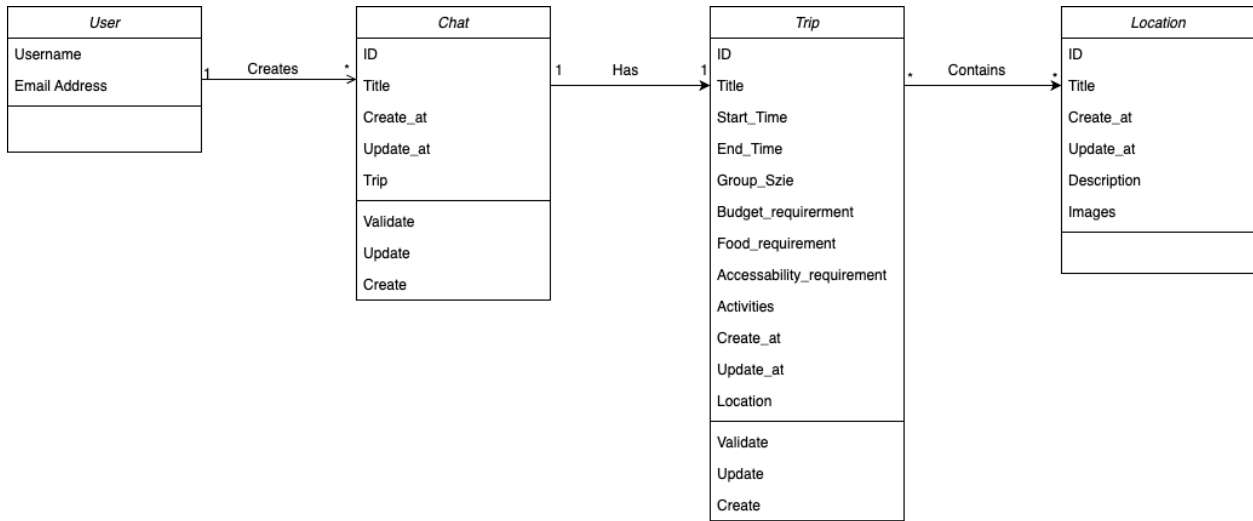 User
Username
Email Address
1
Creates
*
Chat
ID
Title
Create_at
Update_at
Trip
Validate
Update
Create
1
Has
1
Trip
ID
Title
Start_Time
End_Time
Group_Szie
Budget_requirerment
Food_requirement
Accessability_requirement
Activities
Create_at
Update_at
Location
Validate
Update
Create
*
Contains
*
Location
ID
Title
Create_at
Update_at
Description
Images